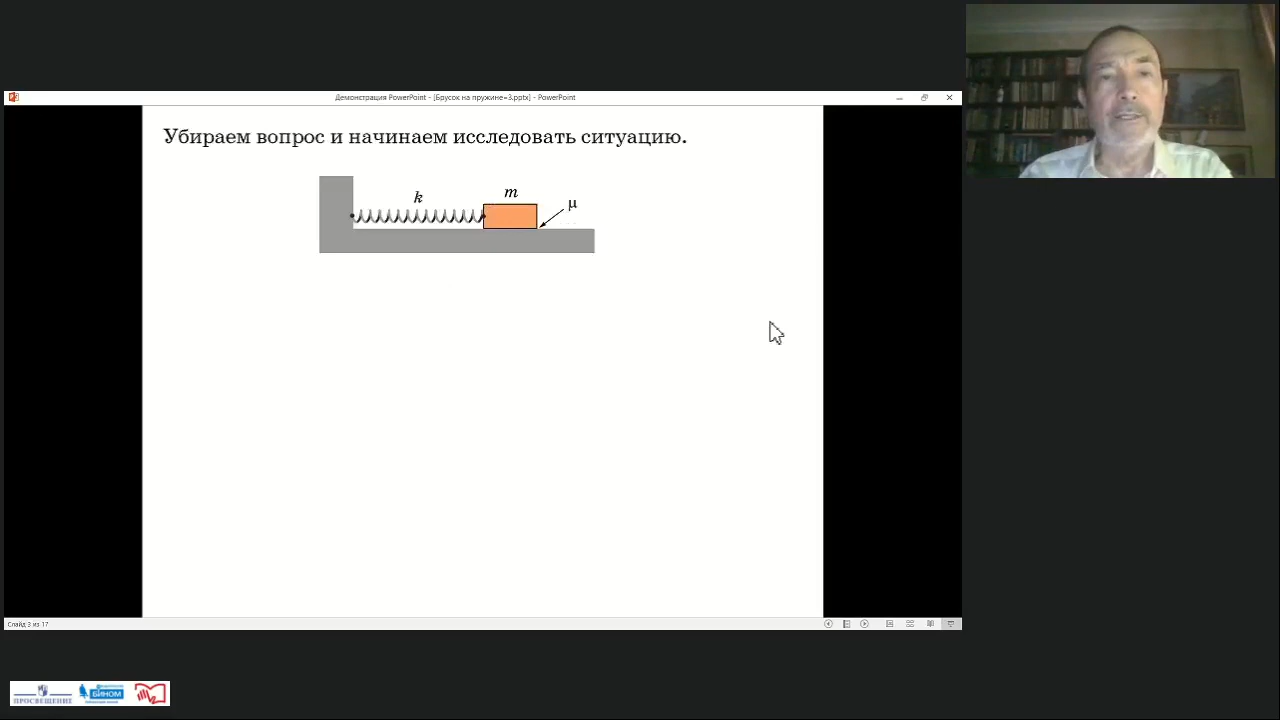 Демонстрация PowerPoint - [Брусок на пружине=3.pptx] - PowerPoint
Убираем вопрос и начинаем исследовать ситуацию.
k
m
μ
Слайд 3 из 17
ПРОСВЕЩЕНИЕ
БИНОМ